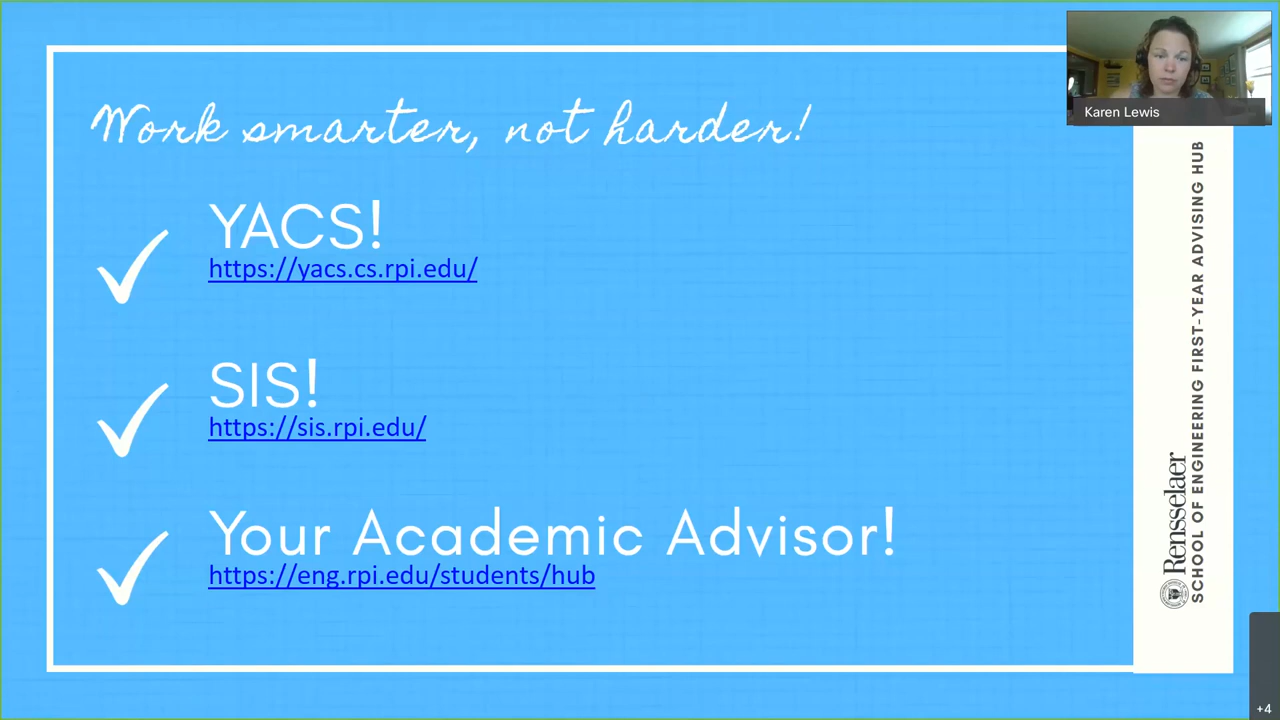 Work smarter, not harder!
YACS!
https://yacs.cs.rpi.edu/
SIS!
https://sis.rpi.edu/
Your Academic Advisor!
https://eng.rpi.edu/students/hub
Karen Lewis
Rensselaer
SCHOOL OF ENGINEERING FIRST-YEAR ADVISING HUB
+4